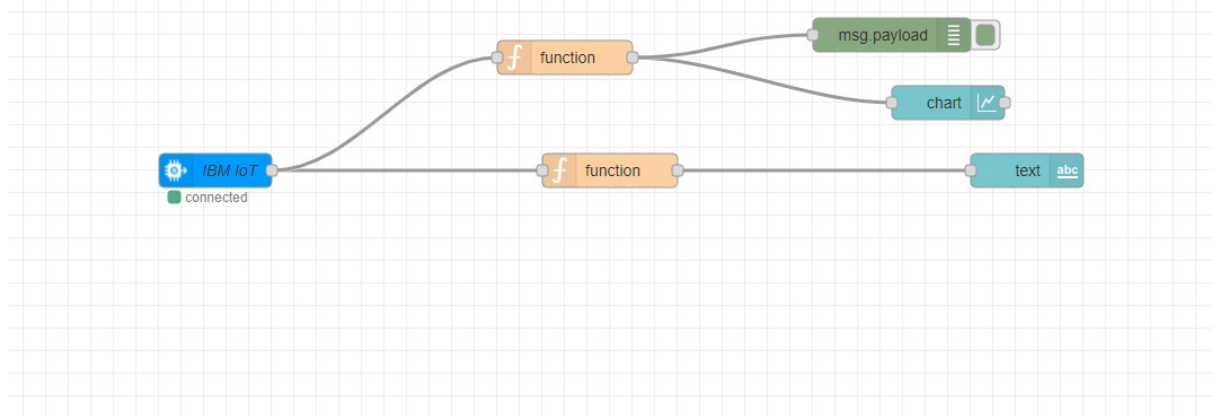 msg.payload
function
chart
IBM IoT
function
text
abc
connected